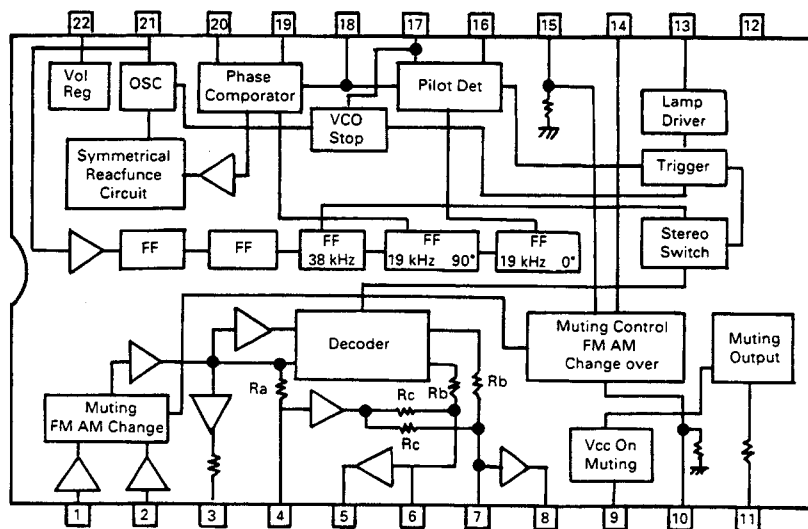 22 21 20 19 18 17 16 15 14 13 12
Vol
Reg
OSC
Phase
Comporator
VCO
Stop
Pilot Det
Lamp
Driver
Symmetrical
Reacfunce
Circuit
Trigger
FF
FF
FF
38 kHz
FF
19 kHz 90°
FF
19 kHz 0°
Stereo
Switch
Decoder
Muting Control
FM AM
Change over
Muting
Output
Ra
Rc
Rb
Rb
Rc
Muting
FM AM Change
Vcc On
Muting
1 2 3 4 5 6 7 8 9 10 11